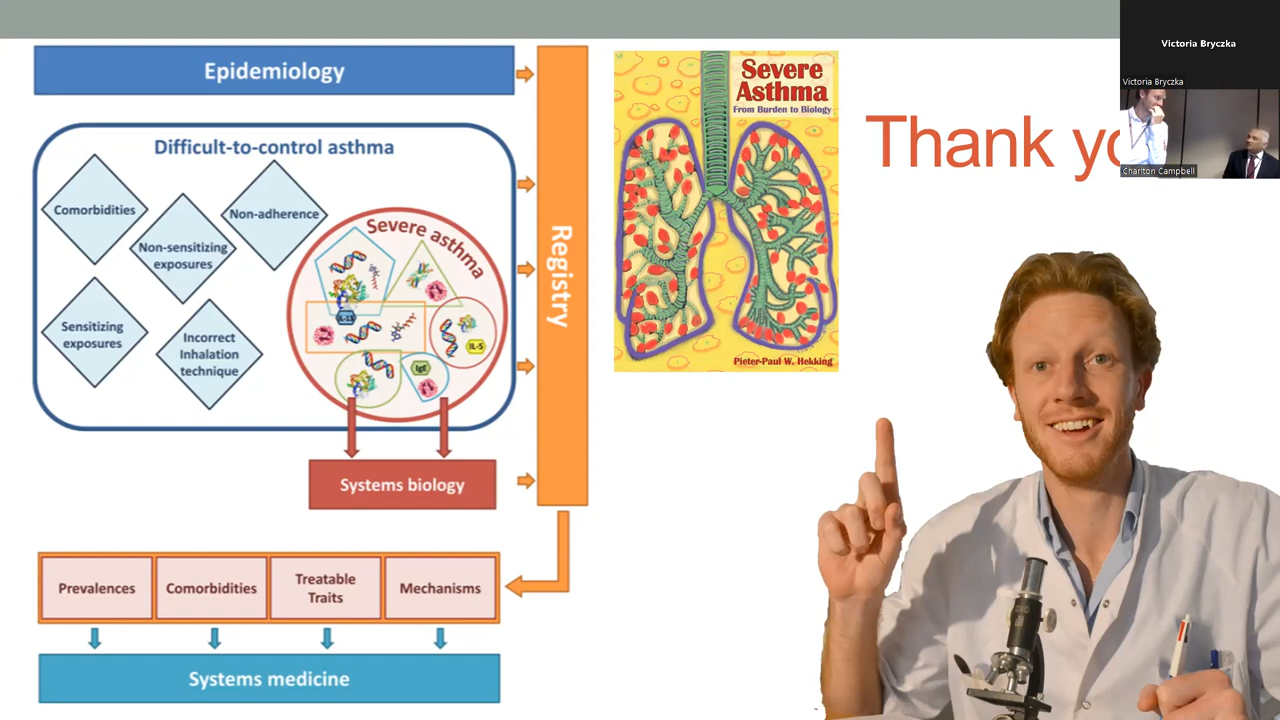 Epidemiology
Difficult-to-control asthma
Comorbidities
Non-adherence
Non-sensitizing
exposures
Sensitizing
exposures
Incorrect
Inhalation
technique
Severe asthma
IL-13
IL-5
IgE
Systems biology
Registry
Prevalences
Comorbidities
Treatable
Traits
Mechanisms
Systems medicine
Severe
Asthma
From Burden to Biology
Pieter-Paul W. Hekking
Thank yo
Victoria Bryczka
Victoria Bryczka
Charlton Campbell